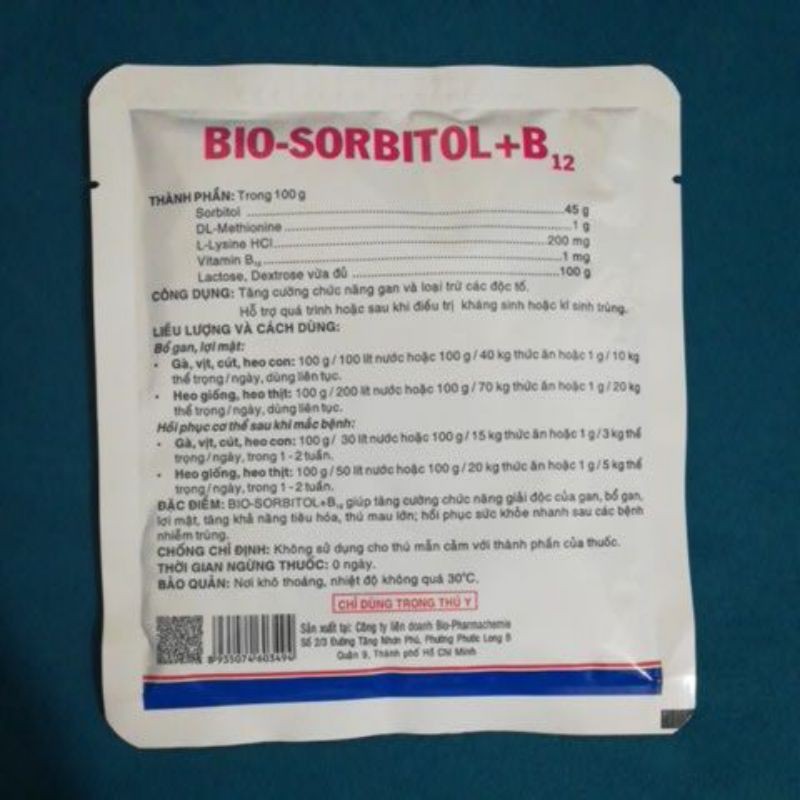 BIO-SORBITOL+B12
THÀNH PHẦN: Trong 100 g
Sorbitol ........ 45 g
DL-Methionine ........ 1 g
L-Lysine HCl ........ 200 mg
Vitamin B12 ........ 1 mg
Lactose, Dextrose vừa đủ ........ 100 g
CÔNG DỤNG: Tăng cường chức năng gan và loại trừ các độc tố.
Hỗ trợ quá trình hoặc sau khi điều trị kháng sinh hoặc kí sinh trùng.
LIỀU LƯỢNG VÀ CÁCH DÙNG:
Bổ gan, lợi mật:
• Gà, vịt, cút, heo con: 100 g / 100 lít nước hoặc 100 g / 40 kg thức ăn hoặc 1 g / 10 kg
thể trọng / ngày, dùng liên tục.
• Heo giống, heo thịt: 100 g / 200 lít nước hoặc 100 g / 70 kg thức ăn hoặc 1 g / 20 kg
thể trọng / ngày, dùng liên tục.
Hồi phục cơ thể sau khi mắc bệnh:
• Gà, vịt, cút, heo con: 100 g / 30 lít nước hoặc 100 g / 15 kg thức ăn hoặc 1 g / 3 kg thể
trọng / ngày, trong 1 - 2 tuần.
• Heo giống, heo thịt: 100 g / 50 lít nước hoặc 100 g / 20 kg thức ăn hoặc 1 g / 5 kg thể
trọng / ngày, trong 1 - 2 tuần.
ĐẶC ĐIỂM: BIO-SORBITOL+B12 giúp tăng cường chức năng giải độc của gan, bổ gan,
lợi mật, tăng khả năng tiêu hóa, thú mau lớn; hồi phục sức khỏe nhanh sau các bệnh
nhiễm trùng.
CHỐNG CHỈ ĐỊNH: Không sử dụng cho thú mẫn cảm với thành phần của thuốc.
THỜI GIAN NGỪNG THUỐC: 0 ngày.
BẢO QUẢN: Nơi khô thoáng, nhiệt độ không quá 30°C.
CHỈ DÙNG TRONG THÚ Y
Sản xuất tại: Công ty liên doanh Bio-Pharmachemie
Số 2/3 Đường Tăng Nhơn Phú, Phường Phước Long B
Quận 9, Thành phố Hồ Chí Minh
8 935074 603494